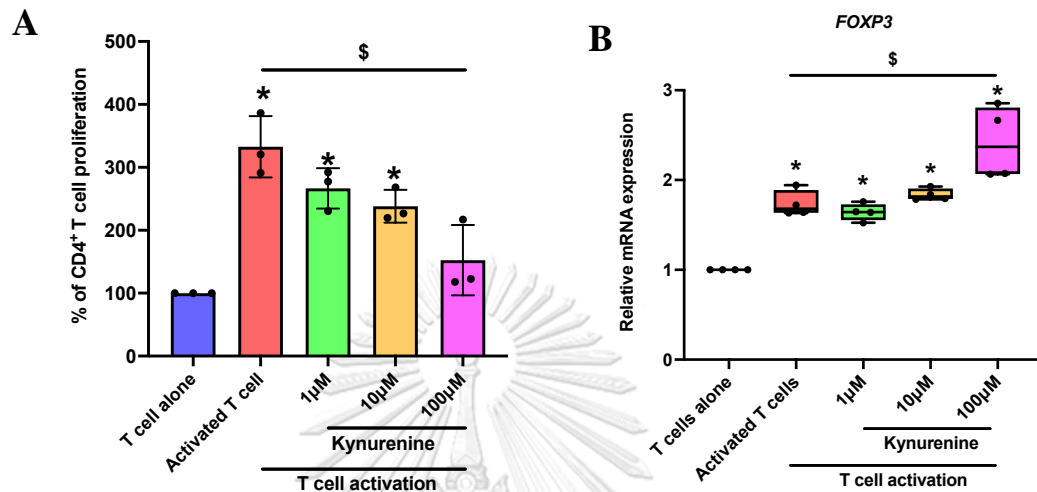 A
500
400
300
200
100
0
% of CD4⁺ T cell proliferation
$
*
*
*
T cell alone
Activated T cell
1μM
10μM
100μM
Kynurenine
T cell activation
B
FOXP3
3
2
1
0
Relative mRNA expression
$
*
*
*
*
T cells alone
Activated T cells
1μM
10μM
100μM
Kynurenine
T cell activation